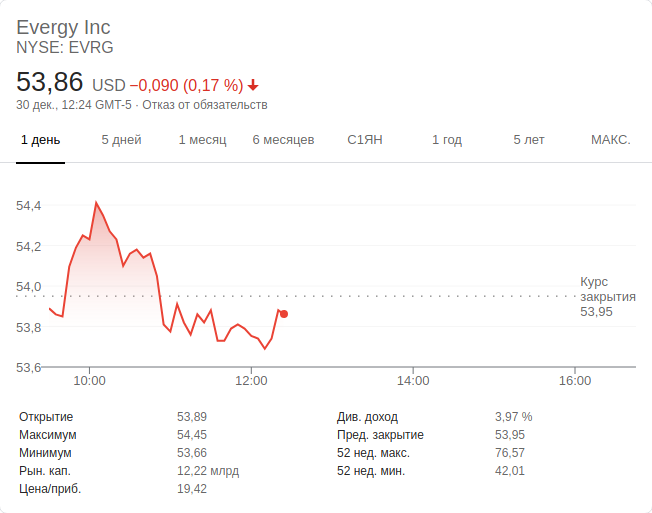 Evergy Inc
NYSE: EVRG
53,86 USD −0,090 (0,17 %)
30 дек., 12:24 GMT-5 · Отказ от обязательств
1 день 5 дней 1 месяц 6 месяцев С1ЯН 1 год 5 лет МАКС.
54,4
54,2
54,0
53,8
53,6
Курс
закрытия
53,95
10:00 12:00 14:00 16:00
Открытие 53,89 Див. доход 3,97 %
Максимум 54,45 Пред. закрытие 53,95
Минимум 53,66 52 нед. макс. 76,57
Рын. кап. 12,22 млрд 52 нед. мин. 42,01
Цена/приб. 19,42